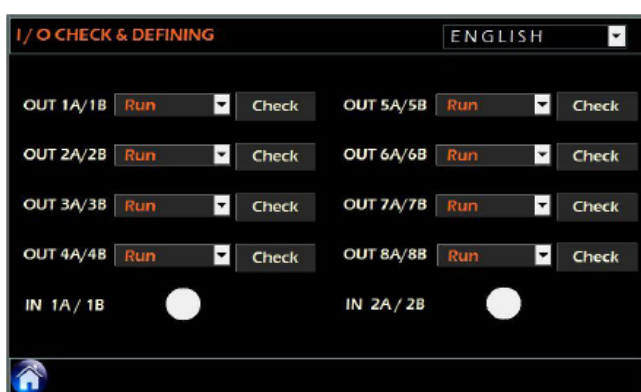 I/O CHECK & DEFINING ENGLISH
OUT 1A/1B Run Check OUT 5A/5B Run Check
OUT 2A/2B Run Check OUT 6A/6B Run Check
OUT 3A/3B Run Check OUT 7A/7B Run Check
OUT 4A/4B Run Check OUT 8A/8B Run Check
IN 1A/1B IN 2A/2B